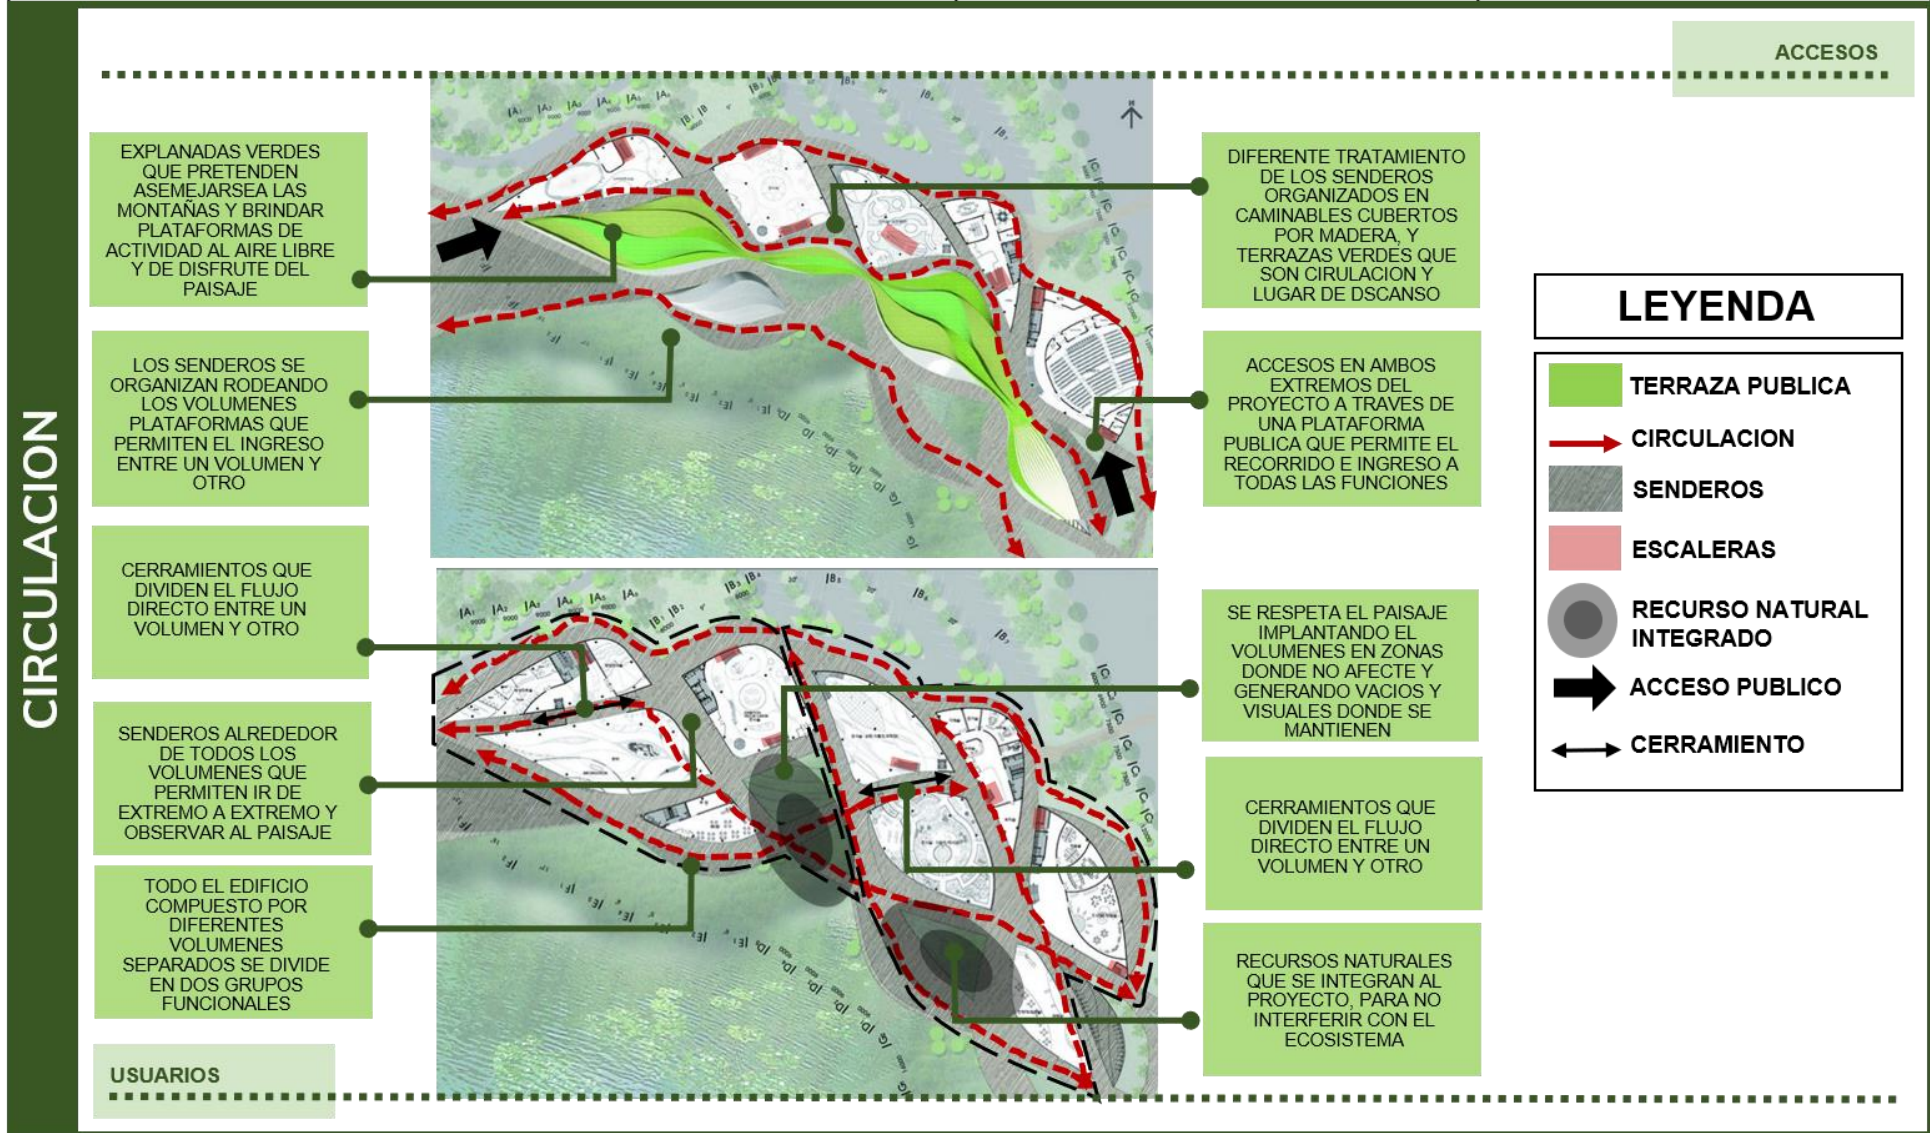 CIRCULACION
ACCESOS
EXPLANADAS VERDES
QUE PRETENDEN
ASEMEJARSEA LAS
MONTAÑAS Y BRINDAR
PLATAFORMAS DE
ACTIVIDAD AL AIRE LIBRE
Y DE DISFRUTE DEL
PAISAJE
LOS SENDEROS SE
ORGANIZAN RODEANDO
LOS VOLUMENES
PLATAFORMAS QUE
PERMITEN EL INGRESO
ENTRE UN VOLUMEN Y
OTRO
CERRAMIENTOS QUE
DIVIDEN EL FLUJO
DIRECTO ENTRE UN
VOLUMEN Y OTRO
SENDEROS ALREDEDOR
DE TODOS LOS
VOLUMENES QUE
PERMITEN IR DE
EXTREMO A EXTREMO Y
OBSERVAR AL PAISAJE
TODO EL EDIFICIO
COMPUESTO POR
DIFERENTES
VOLUMENES
SEPARADOS SE DIVIDE
EN DOS GRUPOS
FUNCIONALES
USUARIOS
DIFERENTE TRATAMIENTO
DE LOS SENDEROS
ORGANIZADOS EN
CAMINABLES CUBERTOS
POR MADERA, Y
TERRAZAS VERDES QUE
SON CIRULACION Y
LUGAR DE DSCANSO
ACCESOS EN AMBOS
EXTREMOS DEL
PROYECTO A TRAVES DE
UNA PLATAFORMA
PUBLICA QUE PERMITE EL
RECORRIDO E INGRESO A
TODAS LAS FUNCIONES
SE RESPETA EL PAISAJE
IMPLANTANDO EL
VOLUMENES EN ZONAS
DONDE NO AFECTE Y
GENERANDO VACIOS Y
VISUALES DONDE SE
MANTIENEN
CERRAMIENTOS QUE
DIVIDEN EL FLUJO
DIRECTO ENTRE UN
VOLUMEN Y OTRO
RECURSOS NATURALES
QUE SE INTEGRAN AL
PROYECTO, PARA NO
INTERFERIR CON EL
ECOSISTEMA
LEYENDA
TERRAZA PUBLICA
CIRCULACION
SENDEROS
ESCALERAS
RECURSO NATURAL
INTEGRADO
ACCESO PUBLICO
CERRAMIENTO